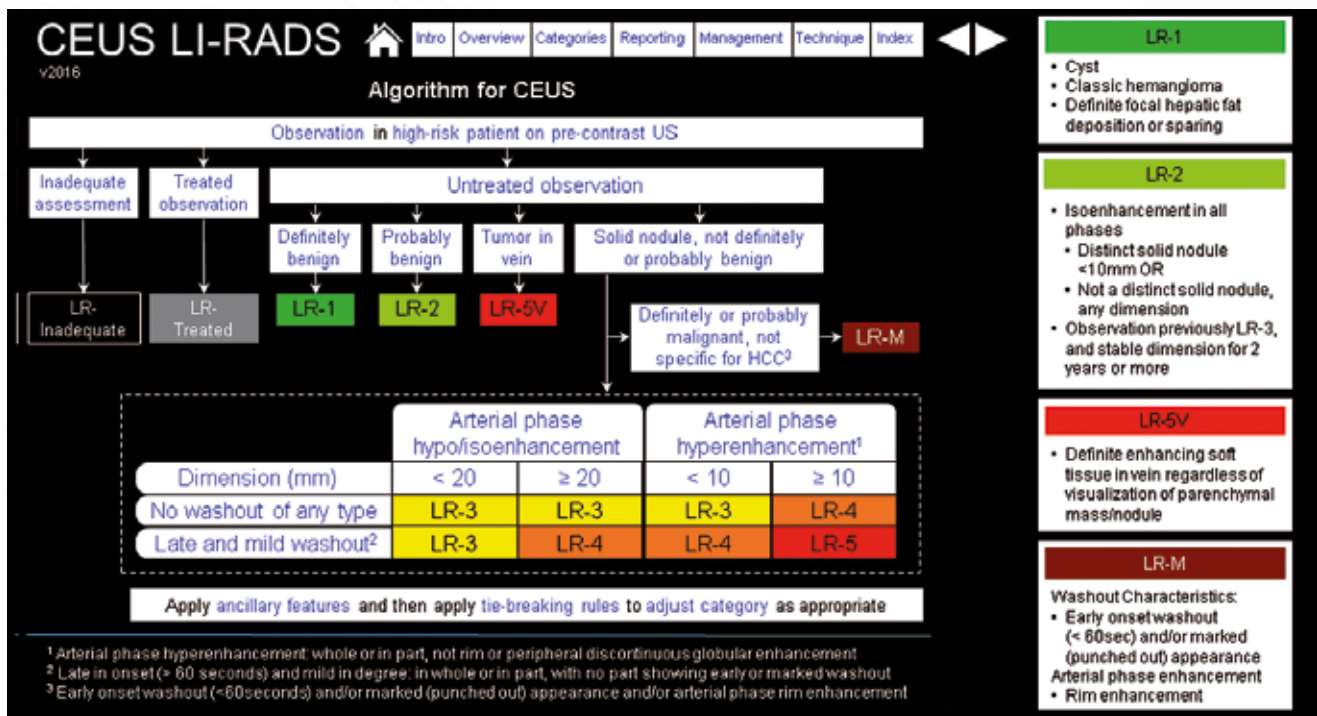 CEUS LI-RADS
v2016
Intro Overview Categories Reporting Management Technique Index
Algorithm for CEUS
Observation in high-risk patient on pre-contrast US
Inadequate
assessment
Treated
observation
Untreated observation
Definitely
benign
Probably
benign
Tumor in
vein
Solid nodule, not definitely
or probably benign
LR-
Inadequate
LR-
Treated
LR-1
LR-2
LR-5V
Definitely or probably
malignant, not
specific for HCC³
LR-M
Arterial phase
hypo/isoenhancement
Arterial phase
hyperenhancement¹
Dimension (mm) < 20 ≥ 20 < 10 ≥ 10
No washout of any type LR-3 LR-3 LR-3 LR-4
Late and mild washout² LR-3 LR-4 LR-4 LR-5
Apply ancillary features and then apply tie-breaking rules to adjust category as appropriate
¹ Arterial phase hyperenhancement: whole or in part, not rim or peripheral discontinuous globular enhancement
² Late in onset (> 60 seconds) and mild in degree: in whole or in part, with no part showing early or marked washout
³ Early onset washout (<60seconds) and/or marked (punched out) appearance and/or arterial phase rim enhancement
LR-1
• Cyst
• Classic hemangioma
• Definite focal hepatic fat
deposition or sparing
LR-2
• Isoenhancement in all
phases
• Distinct solid nodule
<10mm OR
• Not a distinct solid nodule,
any dimension
• Observation previously LR-3,
and stable dimension for 2
years or more
LR-5V
• Definite enhancing soft
tissue in vein regardless of
visualization of parenchymal
mass/nodule
LR-M
Washout Characteristics:
• Early onset washout
(< 60sec) and/or marked
(punched out) appearance
Arterial phase enhancement
• Rim enhancement